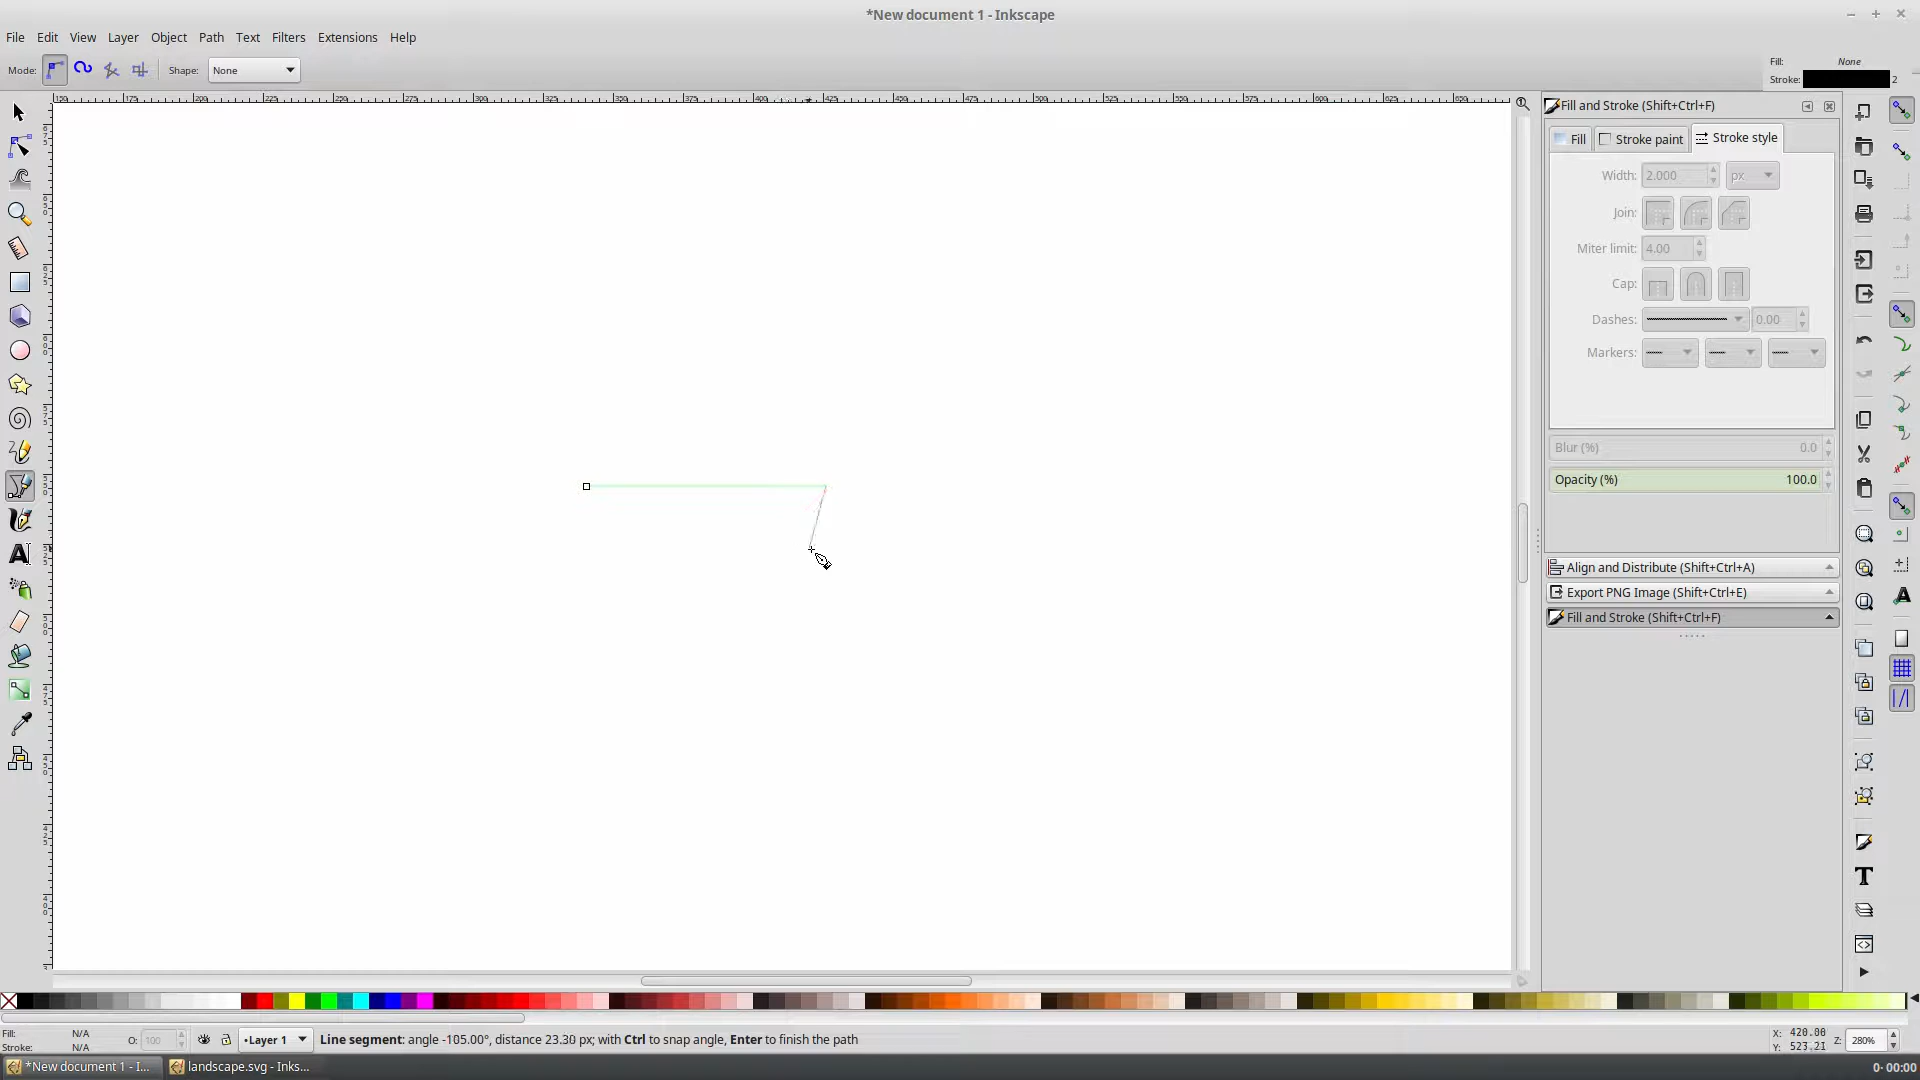 *New document 1 - Inkscape
File Edit View Layer Object Path Text Filters Extensions Help
Mode: Shape: None
Fill: None
Stroke: 2
Fill and Stroke (Shift+Ctrl+F)
Fill Stroke paint Stroke style
Width: 2.000 px
Join:
Miter limit: 4.00
Cap:
Dashes: 0.00
Markers:
Blur (%) 0.0
Opacity (%) 100.0
Align and Distribute (Shift+Ctrl+A)
Export PNG Image (Shift+Ctrl+E)
Fill and Stroke (Shift+Ctrl+F)
Fill: N/A
Stroke: N/A
O: 100
•Layer 1
Line segment: angle -105.00°, distance 23.30 px; with Ctrl to snap angle, Enter to finish the path
X: 420.00
Y: 523.21
Z: 280%
*New document 1 - I... landscape.svg - Inks...
0- 00:00